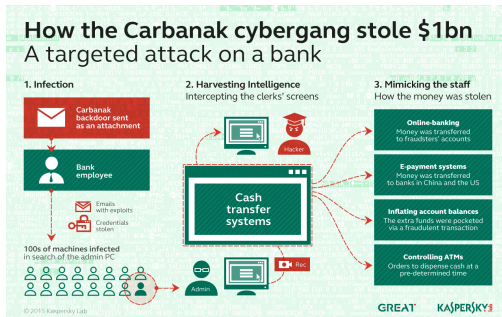 How the Carbanak cybergang stole $1bn
A targeted attack on a bank
1. Infection
Carbanak
backdoor sent
as an attachment
Bank
employee
Emails
with exploits
Credentials
stolen
100s of machines infected
in search of the admin PC
2. Harvesting Intelligence
Intercepting the clerks' screens
Hacker
Cash
transfer
systems
Rec
Admin
3. Mimicking the staff
How the money was stolen
Online-banking
Money was transferred
to fraudsters' accounts
E-payment systems
Money was transferred
to banks in China and the US
Inflating account balances
The extra funds were pocketed
via a fraudulent transaction
Controlling ATMs
Orders to dispense cash at
a pre-determined time
© 2015 Kaspersky Lab
GREAT
KASPERSKY